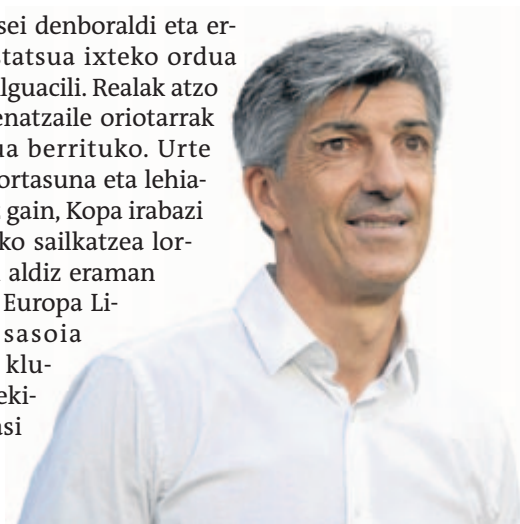 sei denboraldi eta er-
tatsua ixteko ordua
lguacili. Realak atzo
enatzaile oriotarrak
ua berrituko. Urte
ortasuna eta lehia-
gain, Kopa irabazi
ko sailkatzea lor-
aldiz eraman
Europa Li-
sasoia
klu-
eki-
asi